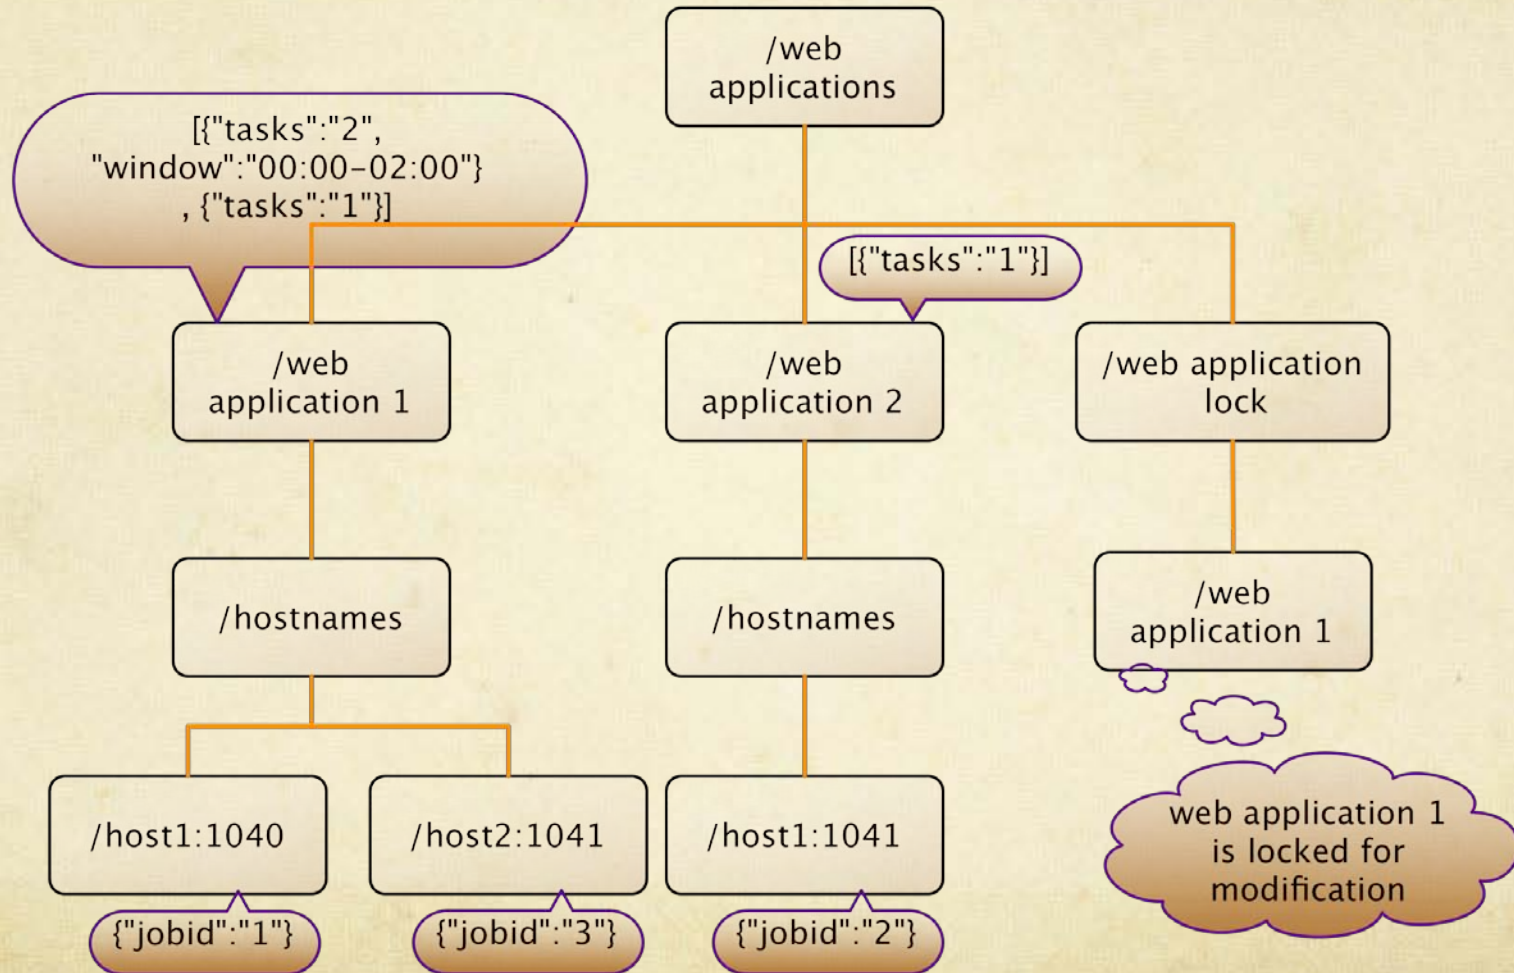 /web
applications
[{"tasks":"2",
"window":"00:00-02:00"}
, {"tasks":"1"}]
[{"tasks":"1"}]
/web
application 1
/web
application 2
/web application
lock
/hostnames
/hostnames
/web
application 1
/host1:1040
/host2:1041
/host1:1041
web application 1
is locked for
modification
{"jobid":"1"}
{"jobid":"3"}
{"jobid":"2"}